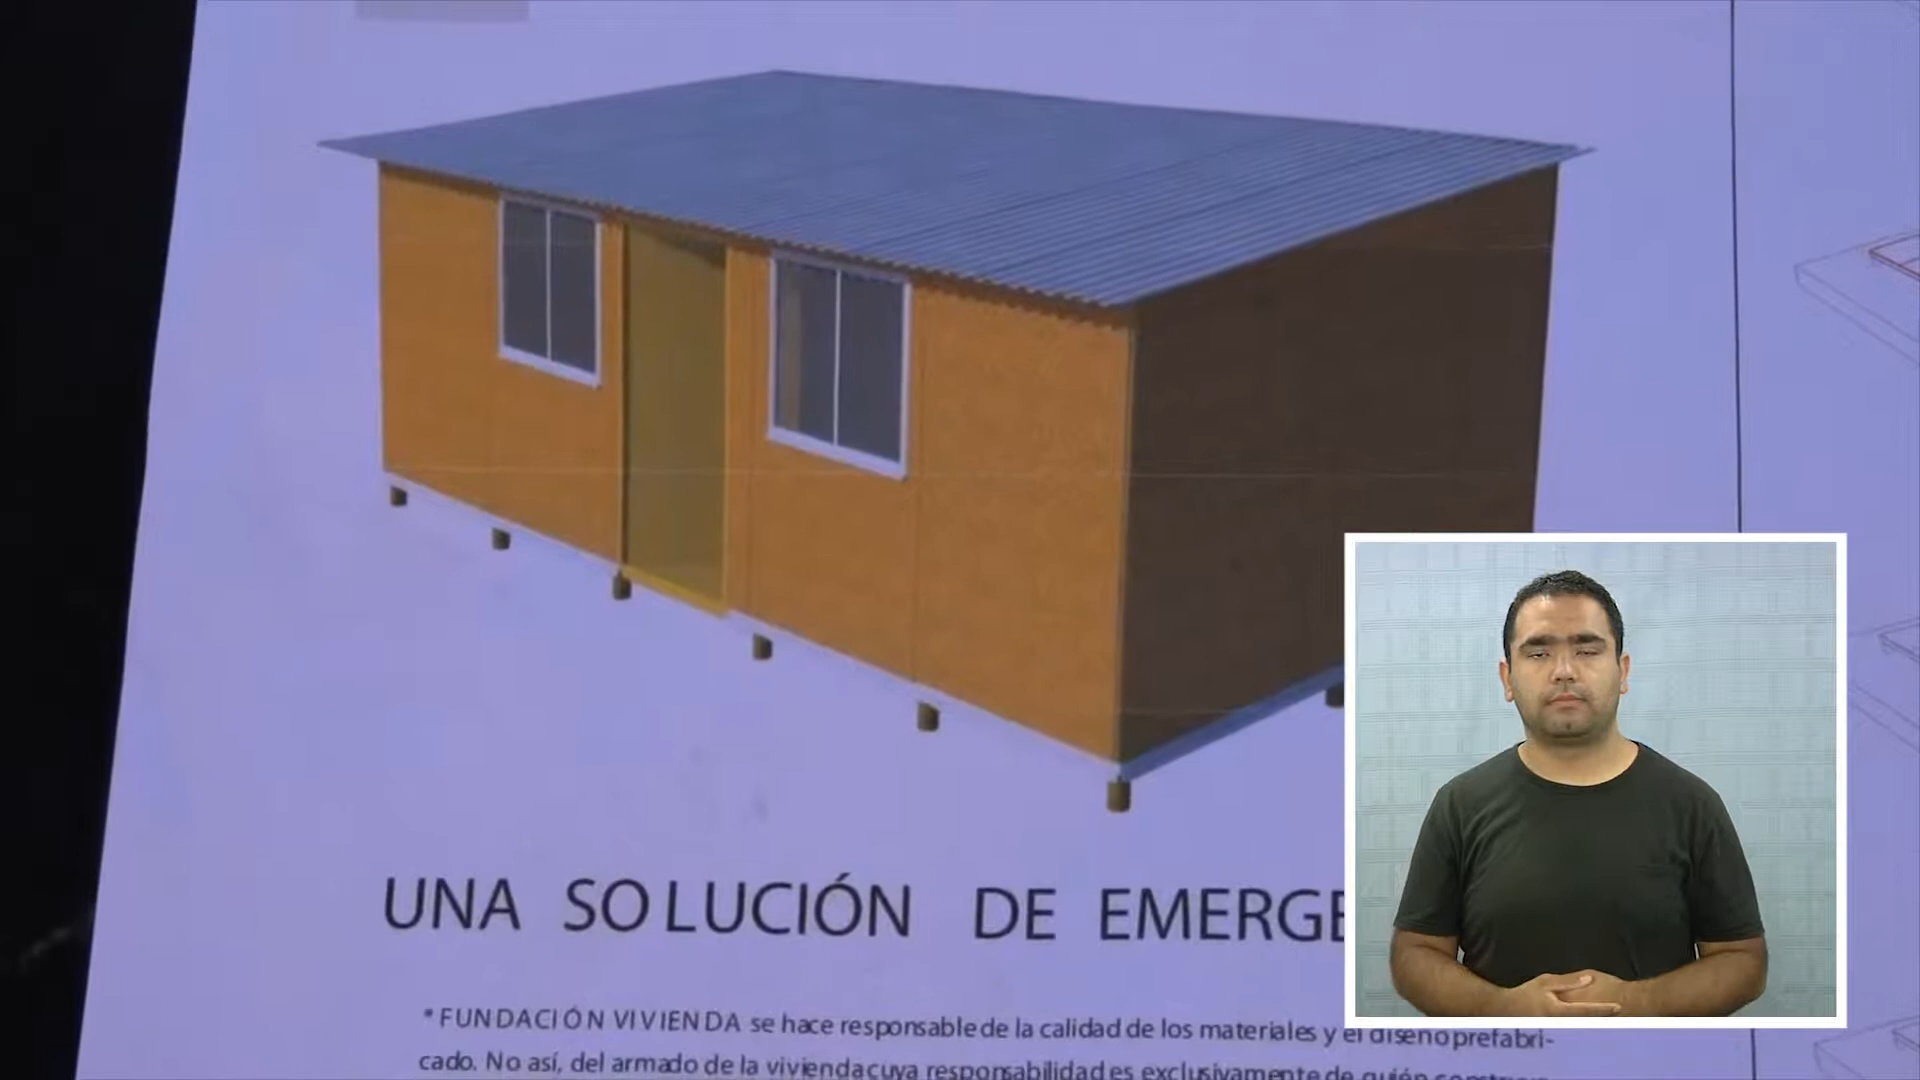 UNA SOLUCIÓN DE EMERGE
* FUNDACIÓN VIVIENDA se hace responsable de la calidad de los materiales y el diseño prefabri-
cado. No así, del armado de la vivienda cuya responsabilidad es exclusivamente de quién